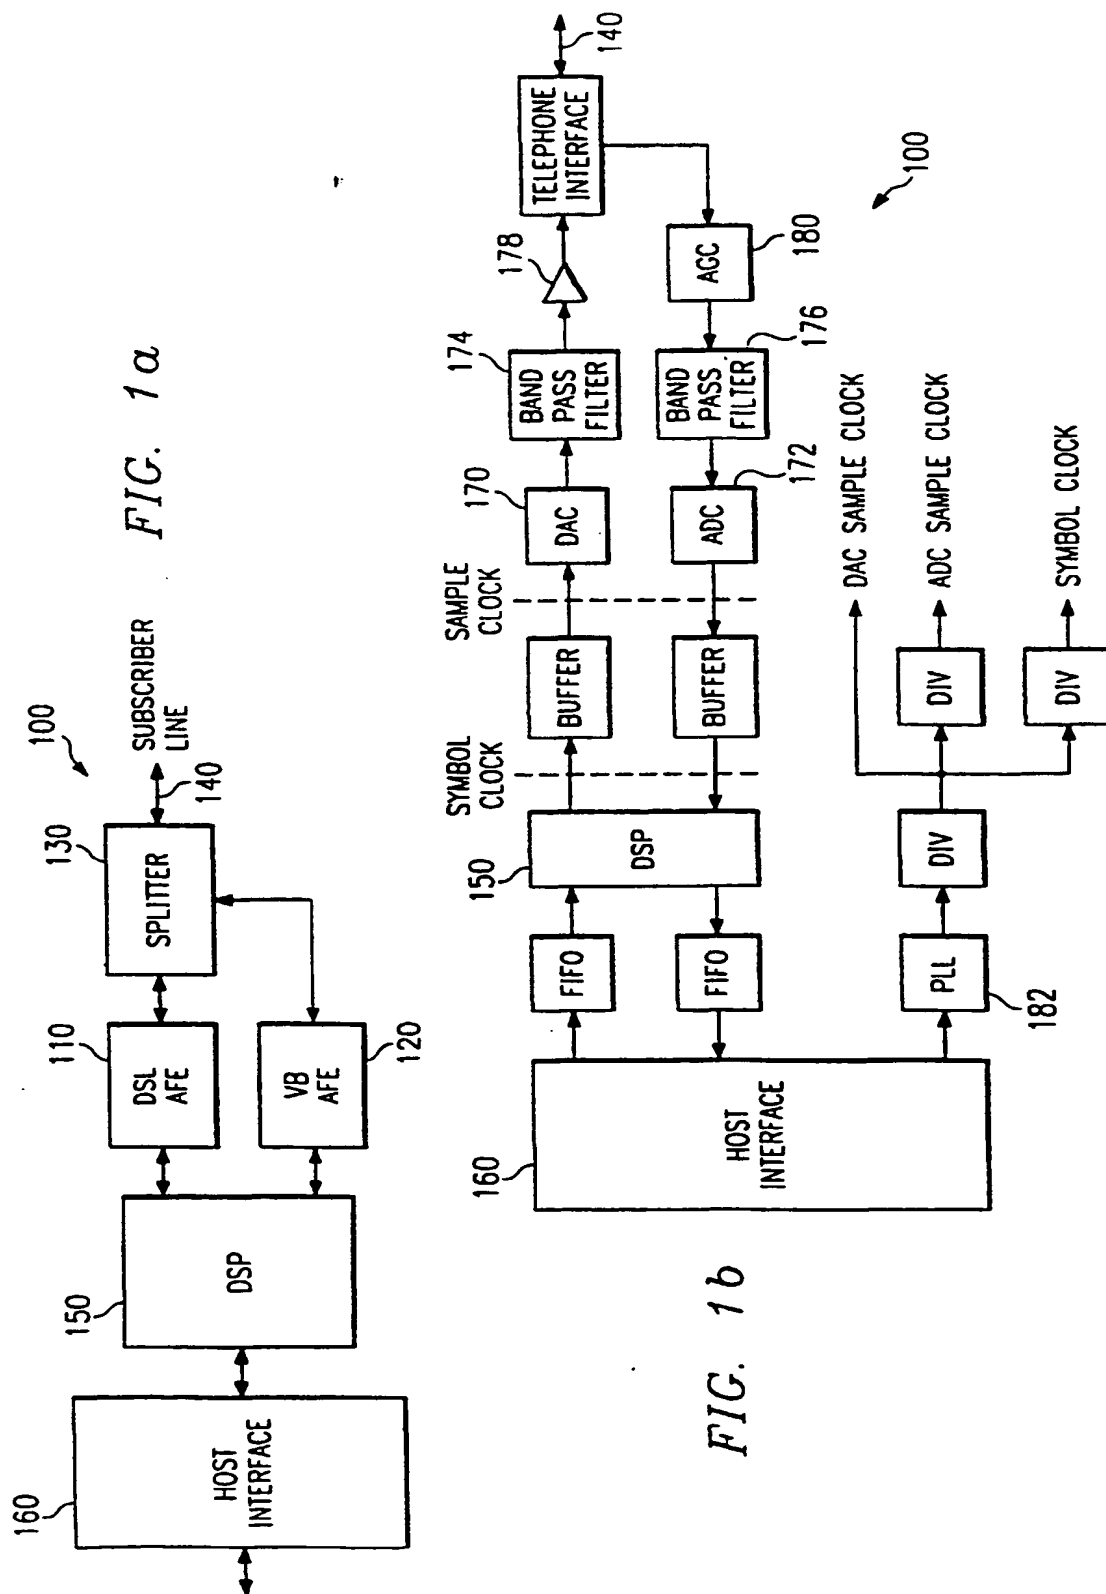 FIG. 1a
100
SUBSCRIBER
LINE
140
130
SPLITTER
110
DSL
AFE
VB
AFE
120
150
DSP
160
HOST
INTERFACE
FIG. 1b
100
140
TELEPHONE
INTERFACE
178
174
BAND
PASS
FILTER
170
DAC
SAMPLE
CLOCK
BUFFER
SYMBOL
CLOCK
150
DSP
FIFO
160
HOST
INTERFACE
AGC
180
BAND
PASS
FILTER
176
ADC
172
BUFFER
FIFO
PLL
182
DIV
DIV
DIV
DAC SAMPLE CLOCK
ADC SAMPLE CLOCK
SYMBOL CLOCK